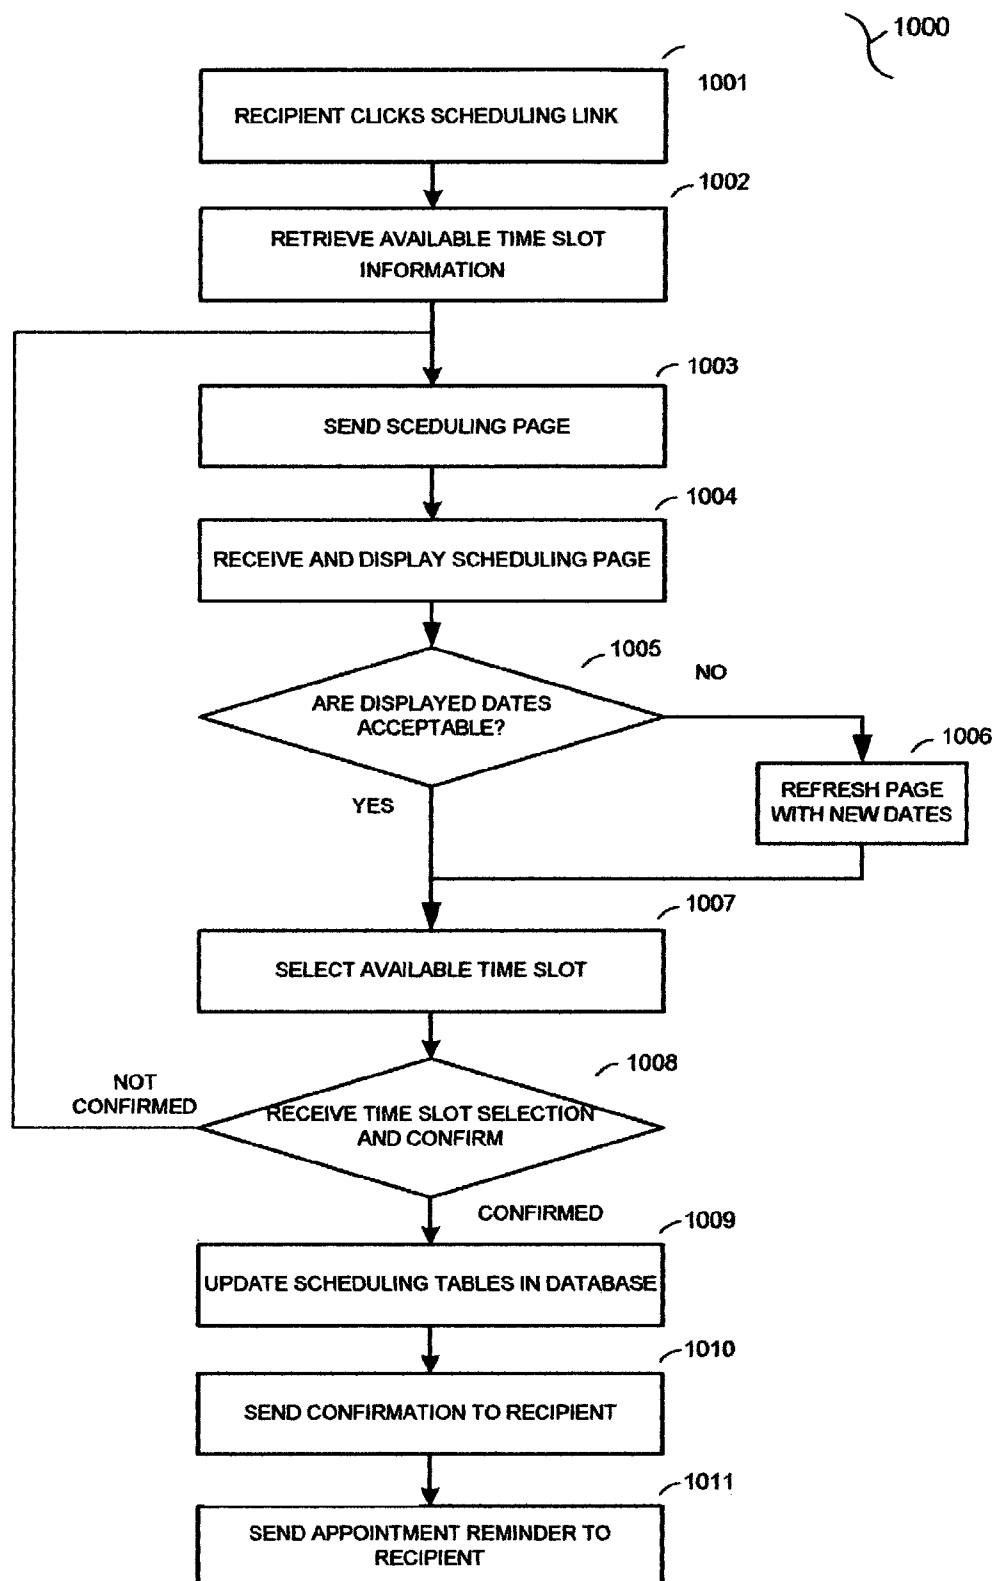 1000
1001
RECIPIENT CLICKS SCHEDULING LINK
1002
RETRIEVE AVAILABLE TIME SLOT
INFORMATION
1003
SEND SCEDULING PAGE
1004
RECEIVE AND DISPLAY SCHEDULING PAGE
1005
NO
ARE DISPLAYED DATES
ACCEPTABLE?
1006
REFRESH PAGE
WITH NEW DATES
YES
1007
SELECT AVAILABLE TIME SLOT
1008
NOT
CONFIRMED
RECEIVE TIME SLOT SELECTION
AND CONFIRM
CONFIRMED
1009
UPDATE SCHEDULING TABLES IN DATABASE
1010
SEND CONFIRMATION TO RECIPIENT
1011
SEND APPOINTMENT REMINDER TO
RECIPIENT